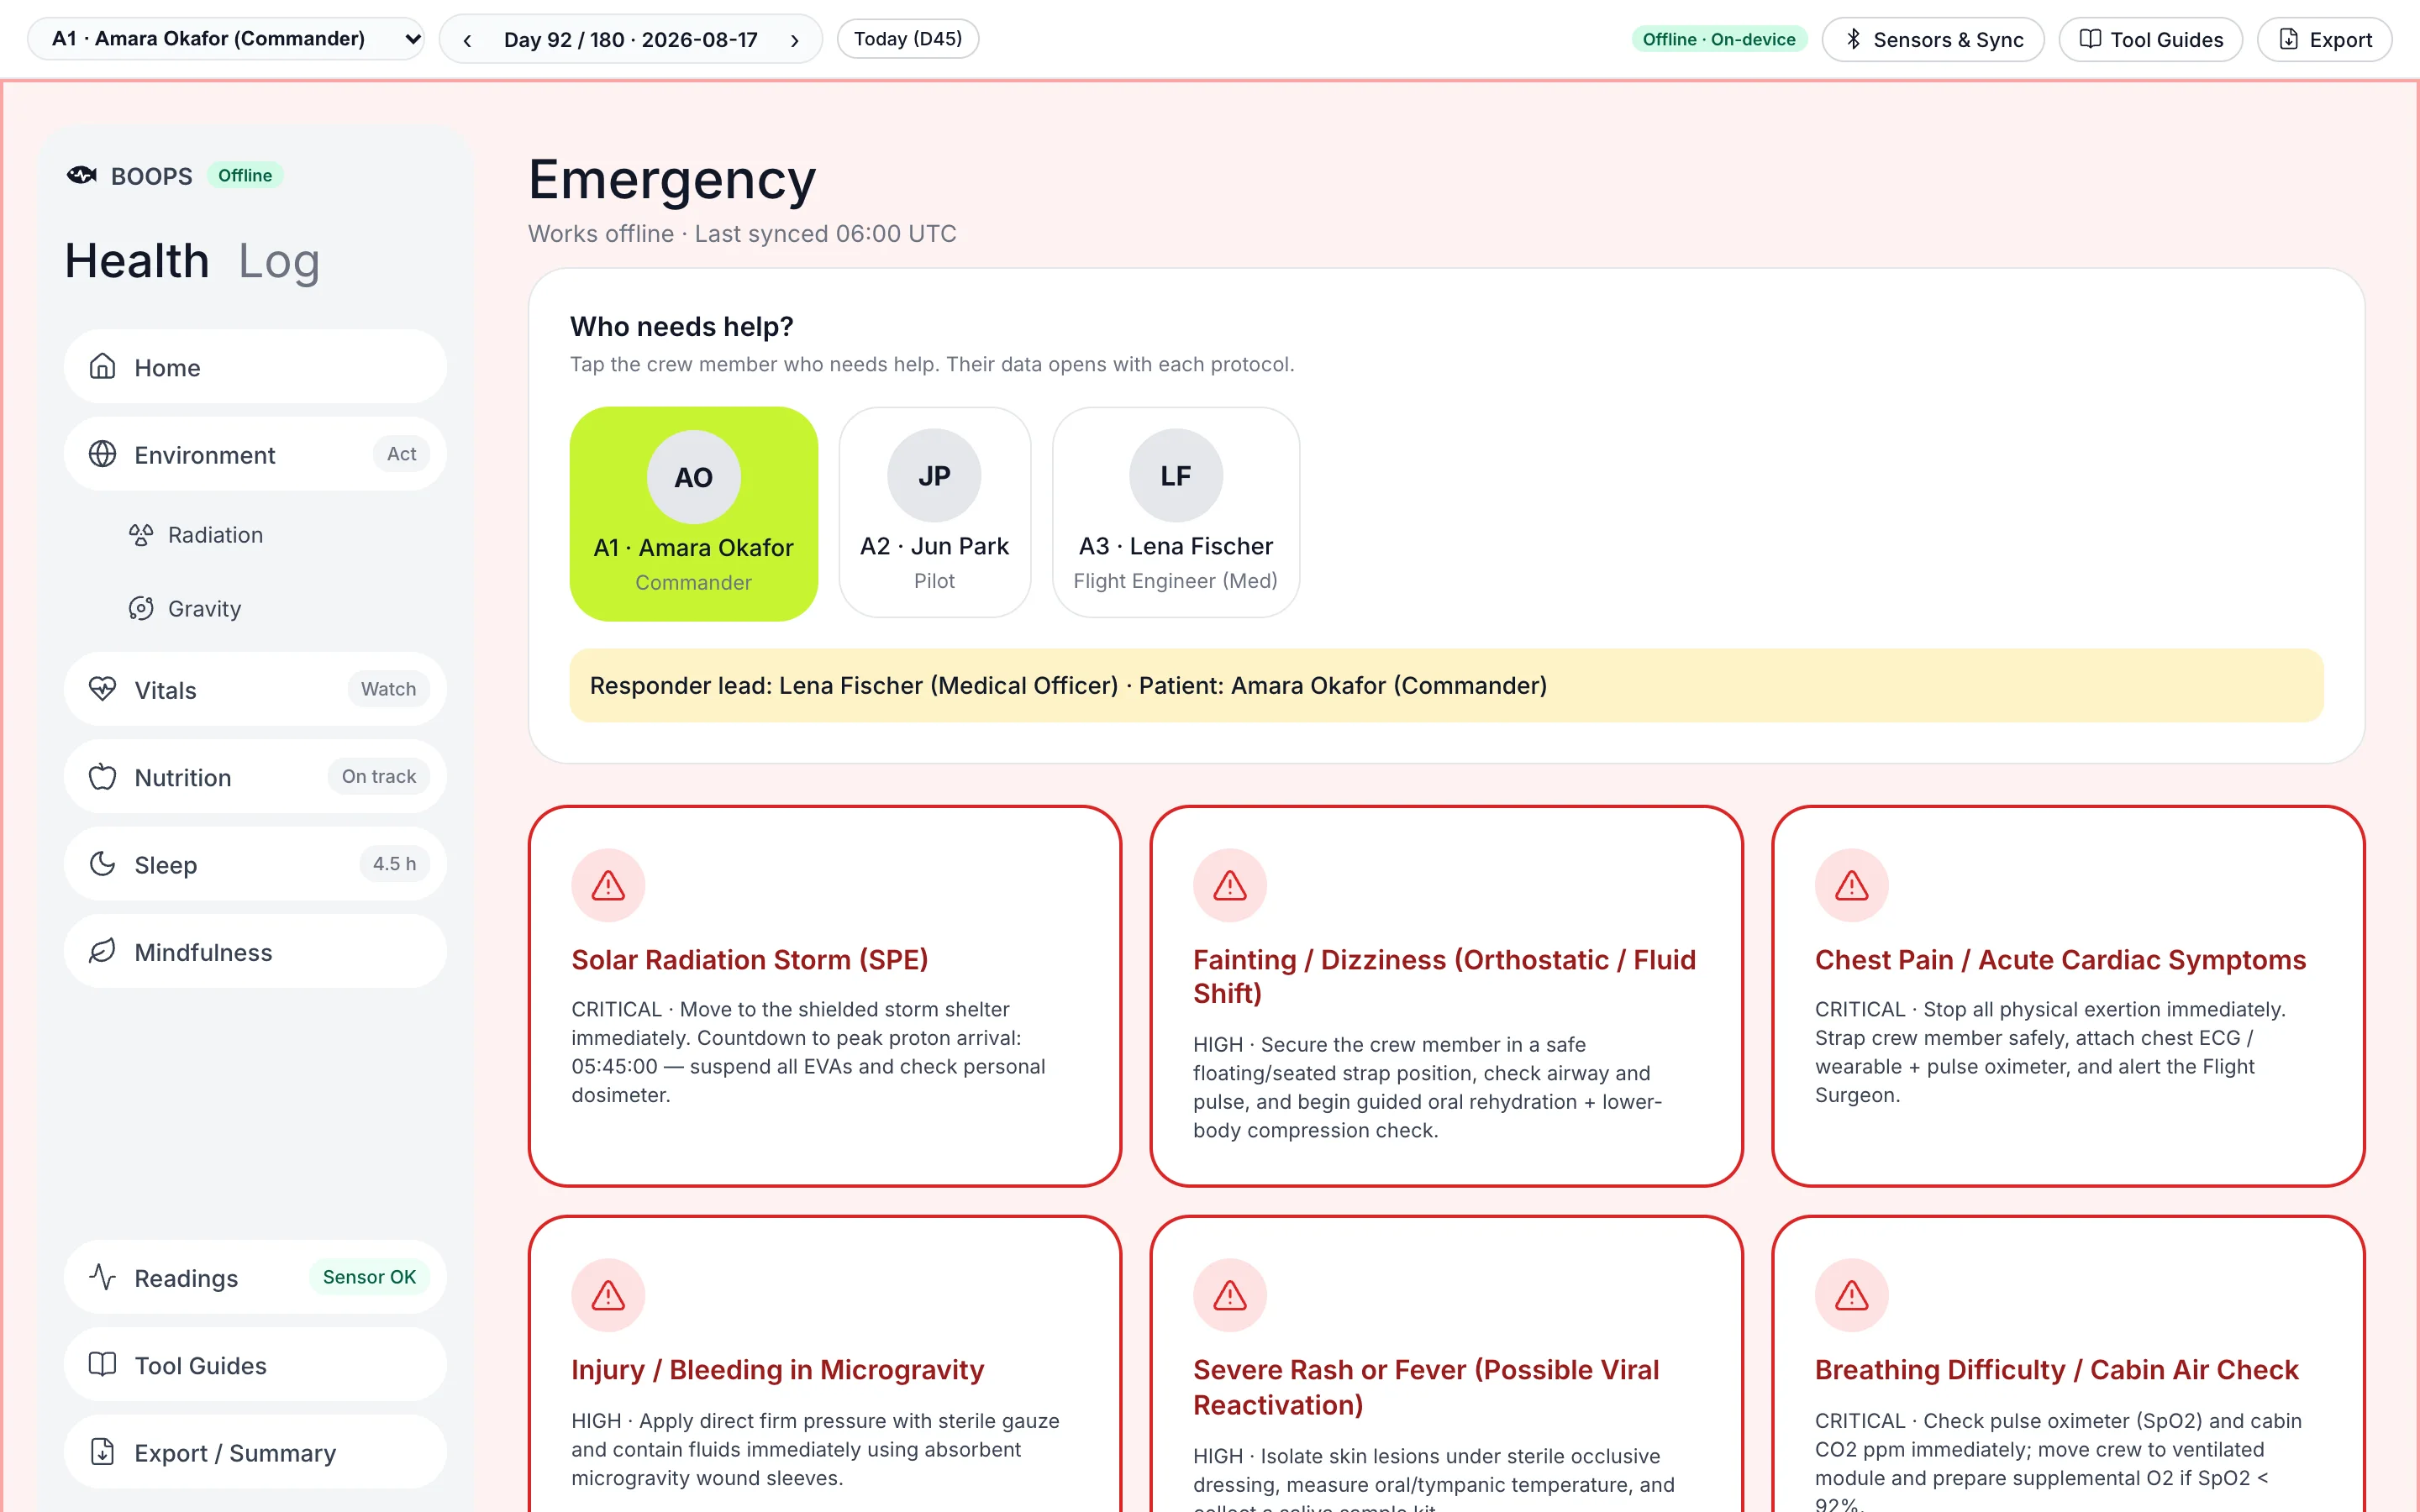 A1 · Amara Okafor (Commander)
‹ Day 92 / 180 · 2026-08-17 ›
Today (D45)
Offline · On-device
Sensors & Sync
Tool Guides
Export
BOOPS
Offline
Health Log
Home
Environment
Act
Radiation
Gravity
Vitals
Watch
Nutrition
On track
Sleep
4.5 h
Mindfulness
Readings
Sensor OK
Tool Guides
Export / Summary
Emergency
Works offline · Last synced 06:00 UTC
Who needs help?
Tap the crew member who needs help. Their data opens with each protocol.
AO
A1 · Amara Okafor
Commander
JP
A2 · Jun Park
Pilot
LF
A3 · Lena Fischer
Flight Engineer (Med)
Responder lead: Lena Fischer (Medical Officer) · Patient: Amara Okafor (Commander)
Solar Radiation Storm (SPE)
CRITICAL · Move to the shielded storm shelter
immediately. Countdown to peak proton arrival:
05:45:00 — suspend all EVAs and check personal
dosimeter.
Fainting / Dizziness (Orthostatic / Fluid
Shift)
HIGH · Secure the crew member in a safe
floating/seated strap position, check airway and
pulse, and begin guided oral rehydration + lower-
body compression check.
Chest Pain / Acute Cardiac Symptoms
CRITICAL · Stop all physical exertion immediately.
Strap crew member safely, attach chest ECG /
wearable + pulse oximeter, and alert the Flight
Surgeon.
Injury / Bleeding in Microgravity
HIGH · Apply direct firm pressure with sterile gauze
and contain fluids immediately using absorbent
microgravity wound sleeves.
Severe Rash or Fever (Possible Viral
Reactivation)
HIGH · Isolate skin lesions under sterile occlusive
dressing, measure oral/tympanic temperature, and
collect a saliva sample kit.
Breathing Difficulty / Cabin Air Check
CRITICAL · Check pulse oximeter (SpO2) and cabin
CO2 ppm immediately; move crew to ventilated
module and prepare supplemental O2 if SpO2 <
92%.